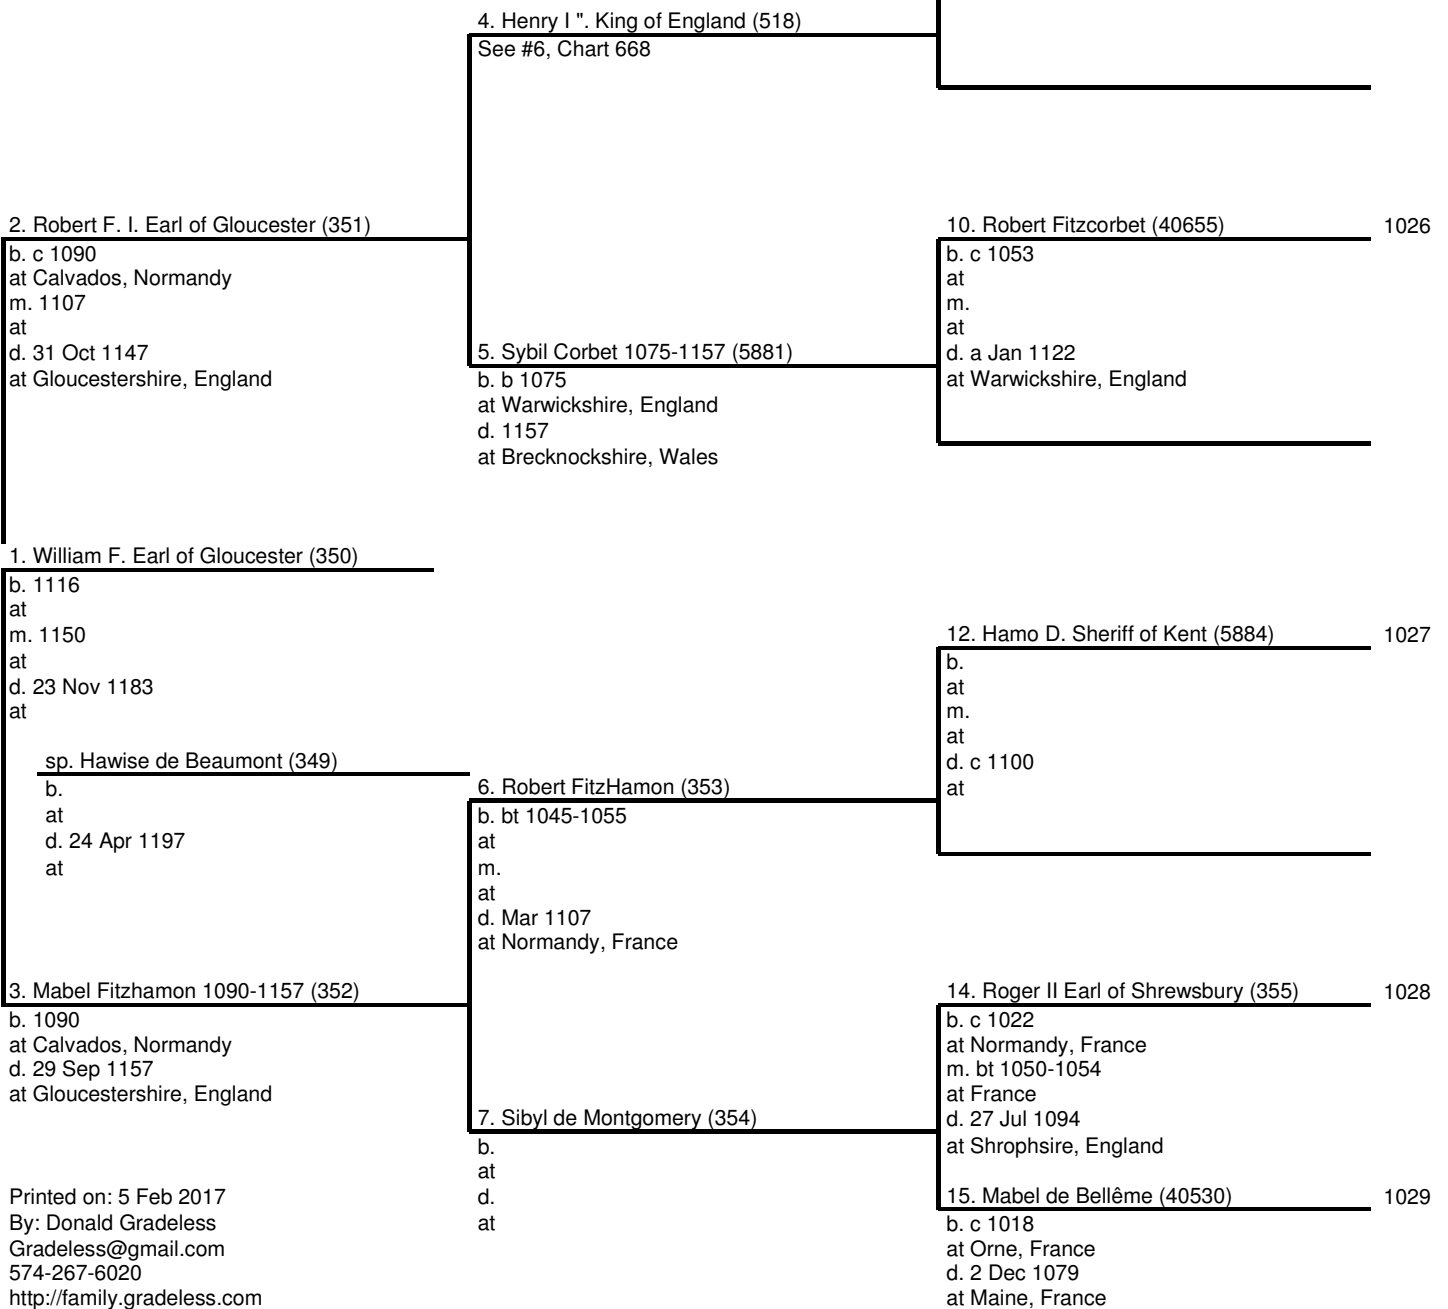 4. Henry I ". King of England (518)
See #6, Chart 668
2. Robert F. I. Earl of Gloucester (351)
b. c 1090
at Calvados, Normandy
m. 1107
at
d. 31 Oct 1147
at Gloucestershire, England
10. Robert Fitzcorbet (40655)
1026
b. c 1053
at
m.
at
d. a Jan 1122
at Warwickshire, England
5. Sybil Corbet 1075-1157 (5881)
b. b 1075
at Warwickshire, England
d. 1157
at Brecknockshire, Wales
1. William F. Earl of Gloucester (350)
b. 1116
at
m. 1150
at
d. 23 Nov 1183
at
12. Hamo D. Sheriff of Kent (5884)
1027
b.
at
m.
at
d. c 1100
at
sp. Hawise de Beaumont (349)
b.
at
d. 24 Apr 1197
at
6. Robert FitzHamon (353)
b. bt 1045-1055
at
m.
at
d. Mar 1107
at Normandy, France
3. Mabel Fitzhamon 1090-1157 (352)
b. 1090
at Calvados, Normandy
d. 29 Sep 1157
at Gloucestershire, England
14. Roger II Earl of Shrewsbury (355)
1028
b. c 1022
at Normandy, France
m. bt 1050-1054
at France
d. 27 Jul 1094
at Shrophsire, England
7. Sibyl de Montgomery (354)
b.
at
d.
at
15. Mabel de Bellême (40530)
1029
b. c 1018
at Orne, France
d. 2 Dec 1079
at Maine, France
Printed on: 5 Feb 2017
By: Donald Gradeless
Gradeless@gmail.com
574-267-6020
http://family.gradeless.com